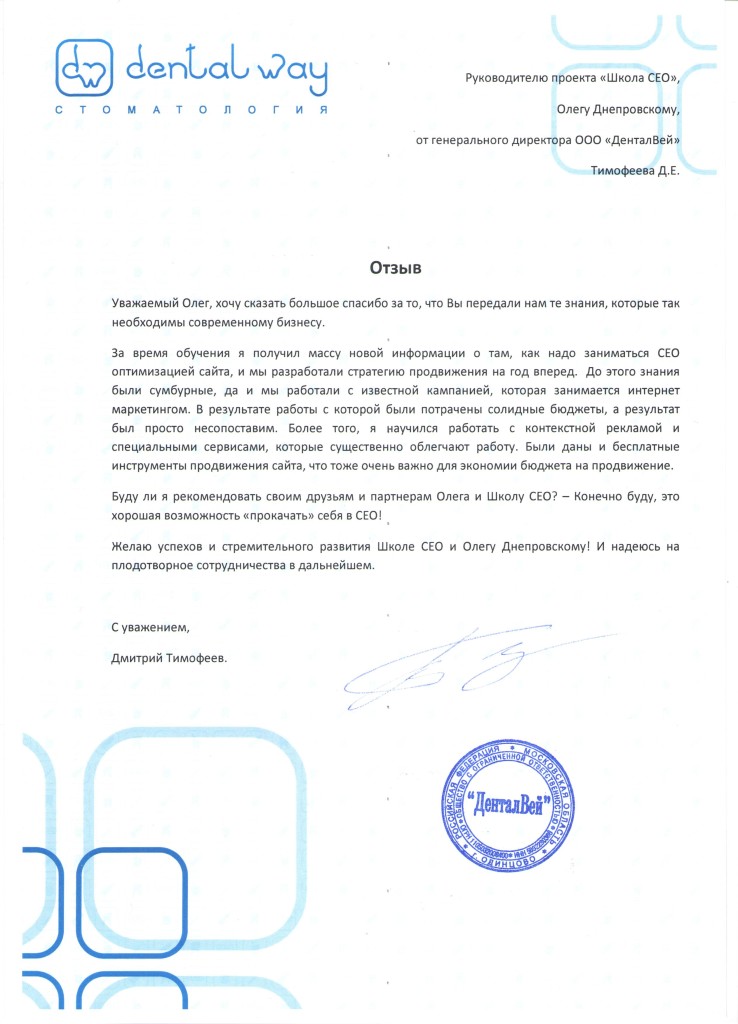 dental way
СТОМАТОЛОГИЯ
Руководителю проекта «Школа СЕО»,
Олегу Днепровскому,
от генерального директора ООО «ДенталВей»
Тимофеева Д.Е.
Отзыв
Уважаемый Олег, хочу сказать большое спасибо за то, что Вы передали нам те знания, которые так
необходимы современному бизнесу.
За время обучения я получил массу новой информации о там, как надо заниматься СЕО
оптимизацией сайта, и мы разработали стратегию продвижения на год вперед. До этого знания
были сумбурные, да и мы работали с известной кампанией, которая занимается интернет
маркетингом. В результате работы с которой были потрачены солидные бюджеты, а результат
был просто несопоставим. Более того, я научился работать с контекстной рекламой и
специальными сервисами, которые существенно облегчают работу. Были даны и бесплатные
инструменты продвижения сайта, что тоже очень важно для экономии бюджета на продвижение.
Буду ли я рекомендовать своим друзьям и партнерам Олега и Школу СЕО? – Конечно буду, это
хорошая возможность «прокачать» себя в СЕО!
Желаю успехов и стремительного развития Школе СЕО и Олегу Днепровскому! И надеюсь на
плодотворное сотрудничества в дальнейшем.
С уважением,
Дмитрий Тимофеев.
РОССИЙСКАЯ ФЕДЕРАЦИЯ * МОСКОВСКАЯ ОБЛАСТЬ
ОБЩЕСТВО С ОГРАНИЧЕННОЙ ОТВЕТСТВЕННОСТЬЮ
"ДенталВей"
г. ОДИНЦОВО